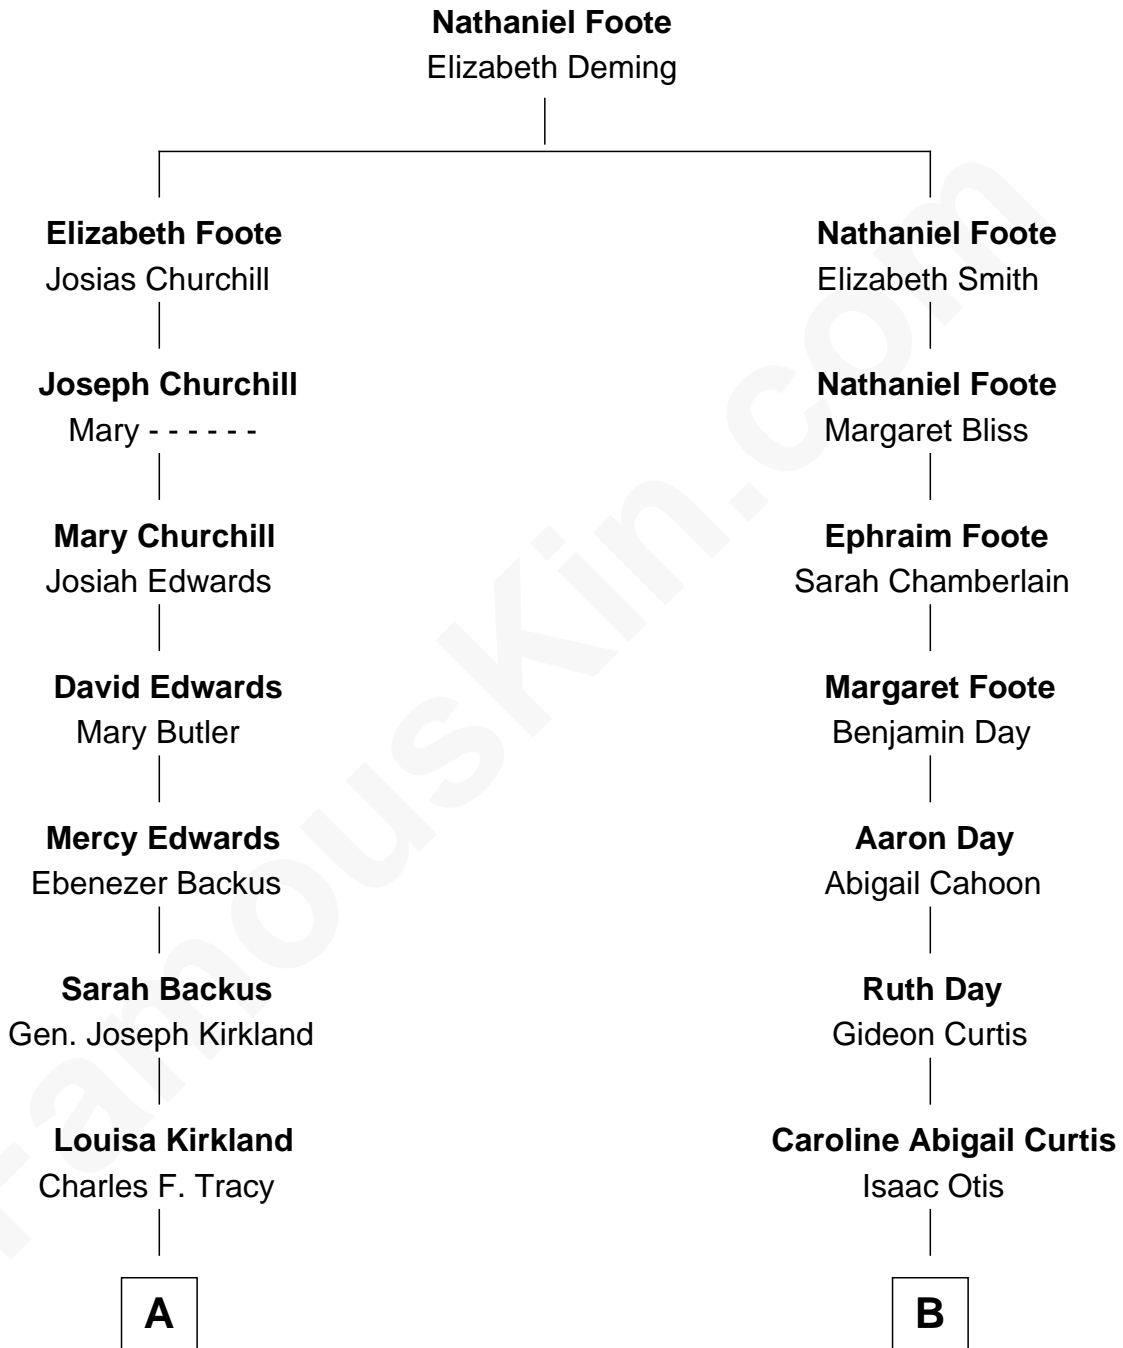 Nathaniel Foote
Elizabeth Deming
Elizabeth Foote
Josias Churchill
Nathaniel Foote
Elizabeth Smith
Joseph Churchill
Mary - - - - - -
Nathaniel Foote
Margaret Bliss
Mary Churchill
Josiah Edwards
Ephraim Foote
Sarah Chamberlain
David Edwards
Mary Butler
Margaret Foote
Benjamin Day
Mercy Edwards
Ebenezer Backus
Aaron Day
Abigail Cahoon
Sarah Backus
Gen. Joseph Kirkland
Ruth Day
Gideon Curtis
Louisa Kirkland
Charles F. Tracy
Caroline Abigail Curtis
Isaac Otis
A
B
FamousKin.com